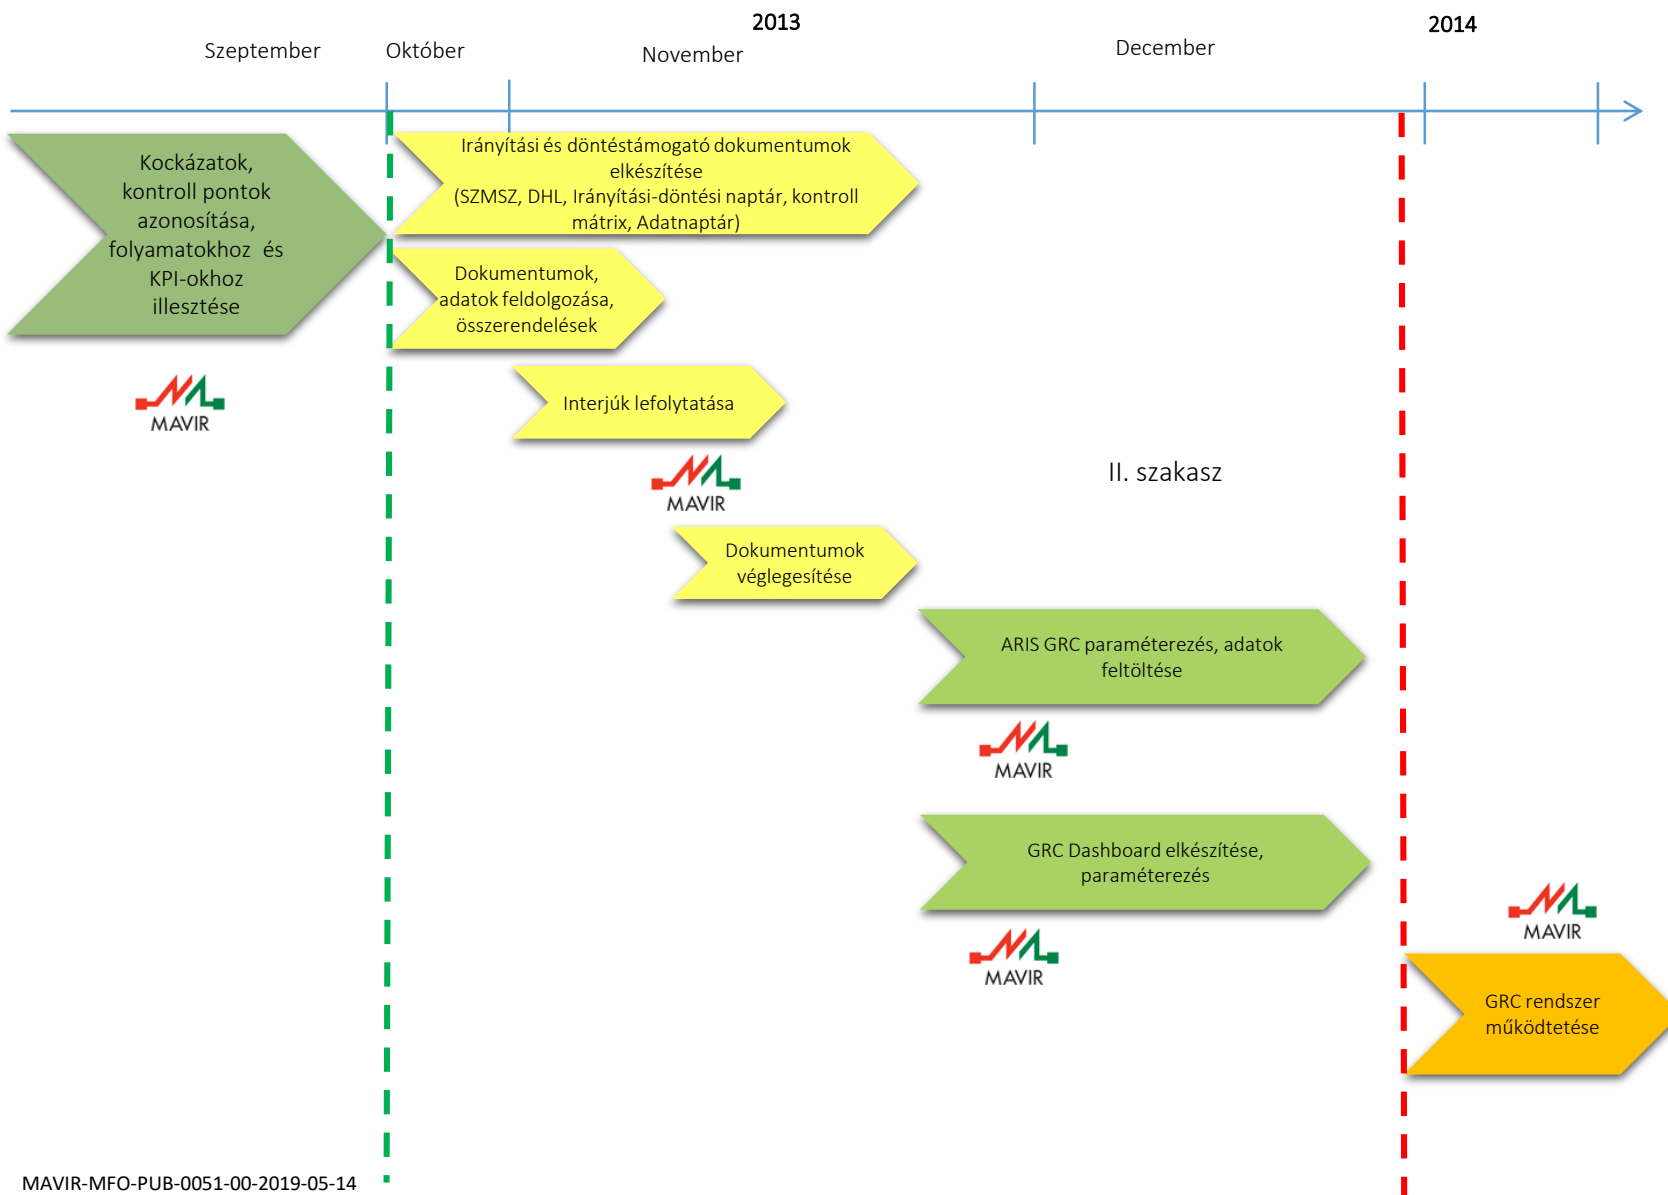 2013
2014
Szeptember
Október
November
December
Kockázatok,
kontroll pontok
azonosítása,
folyamatokhoz és
KPI-okhoz
illesztése
Irányítási és döntéstámogató dokumentumok
elkészítése
(SZMSZ, DHL, Irányítási-döntési naptár, kontroll
mátrix, Adatnaptár)
Dokumentumok,
adatok feldolgozása,
összerendelések
MAVIR
Interjúk lefolytatása
MAVIR
II. szakasz
Dokumentumok
véglegesítése
ARIS GRC paraméterezés, adatok
feltöltése
MAVIR
GRC Dashboard elkészítése,
paraméterezés
MAVIR
MAVIR
GRC rendszer
működtetése
MAVIR-MFO-PUB-0051-00-2019-05-14